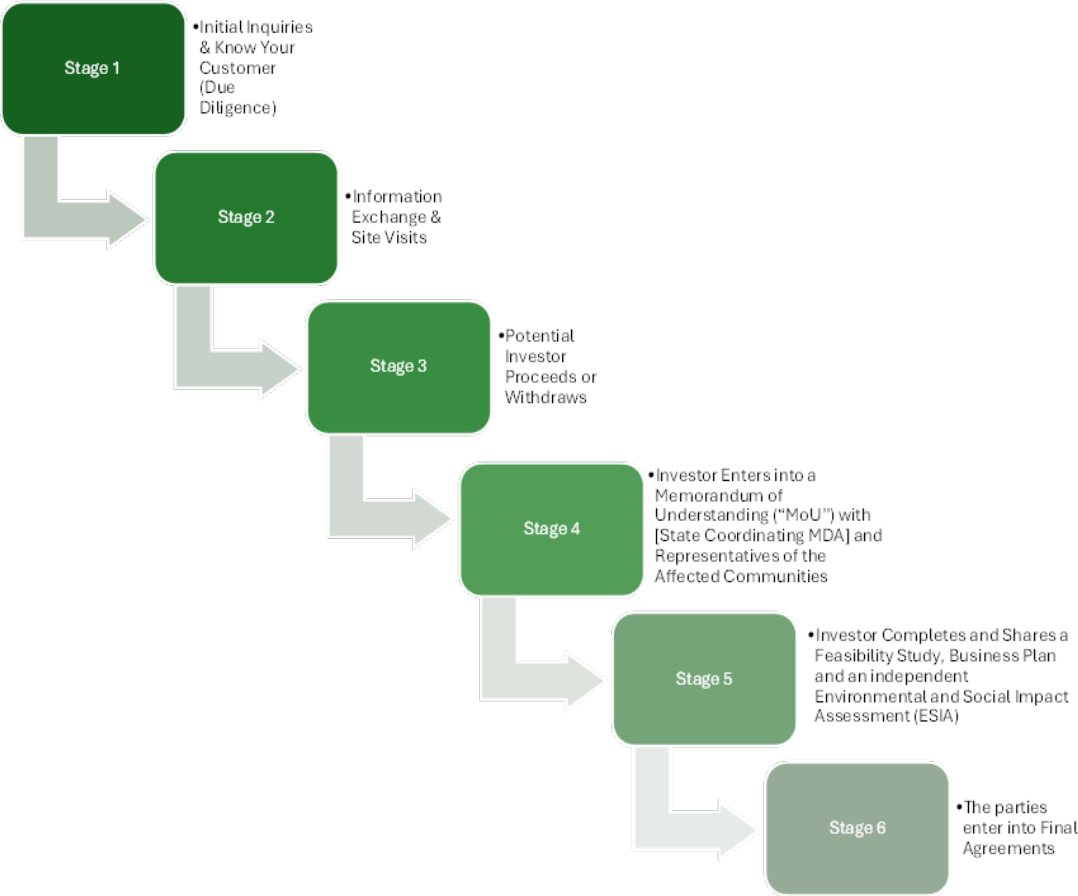 Stage 1
•Initial Inquiries
& Know Your
Customer
(Due
Diligence)
Stage 2
•Information
Exchange &
Site Visits
Stage 3
•Potential
Investor
Proceeds or
Withdraws
Stage 4
•Investor Enters into a
Memorandum of
Understanding (“MoU”) with
[State Coordinating MDA] and
Representatives of the
Affected Communities
Stage 5
•Investor Completes and Shares a
Feasibility Study, Business Plan
and an independent
Environmental and Social Impact
Assessment (ESIA)
Stage 6
•The parties
enter into Final
Agreements